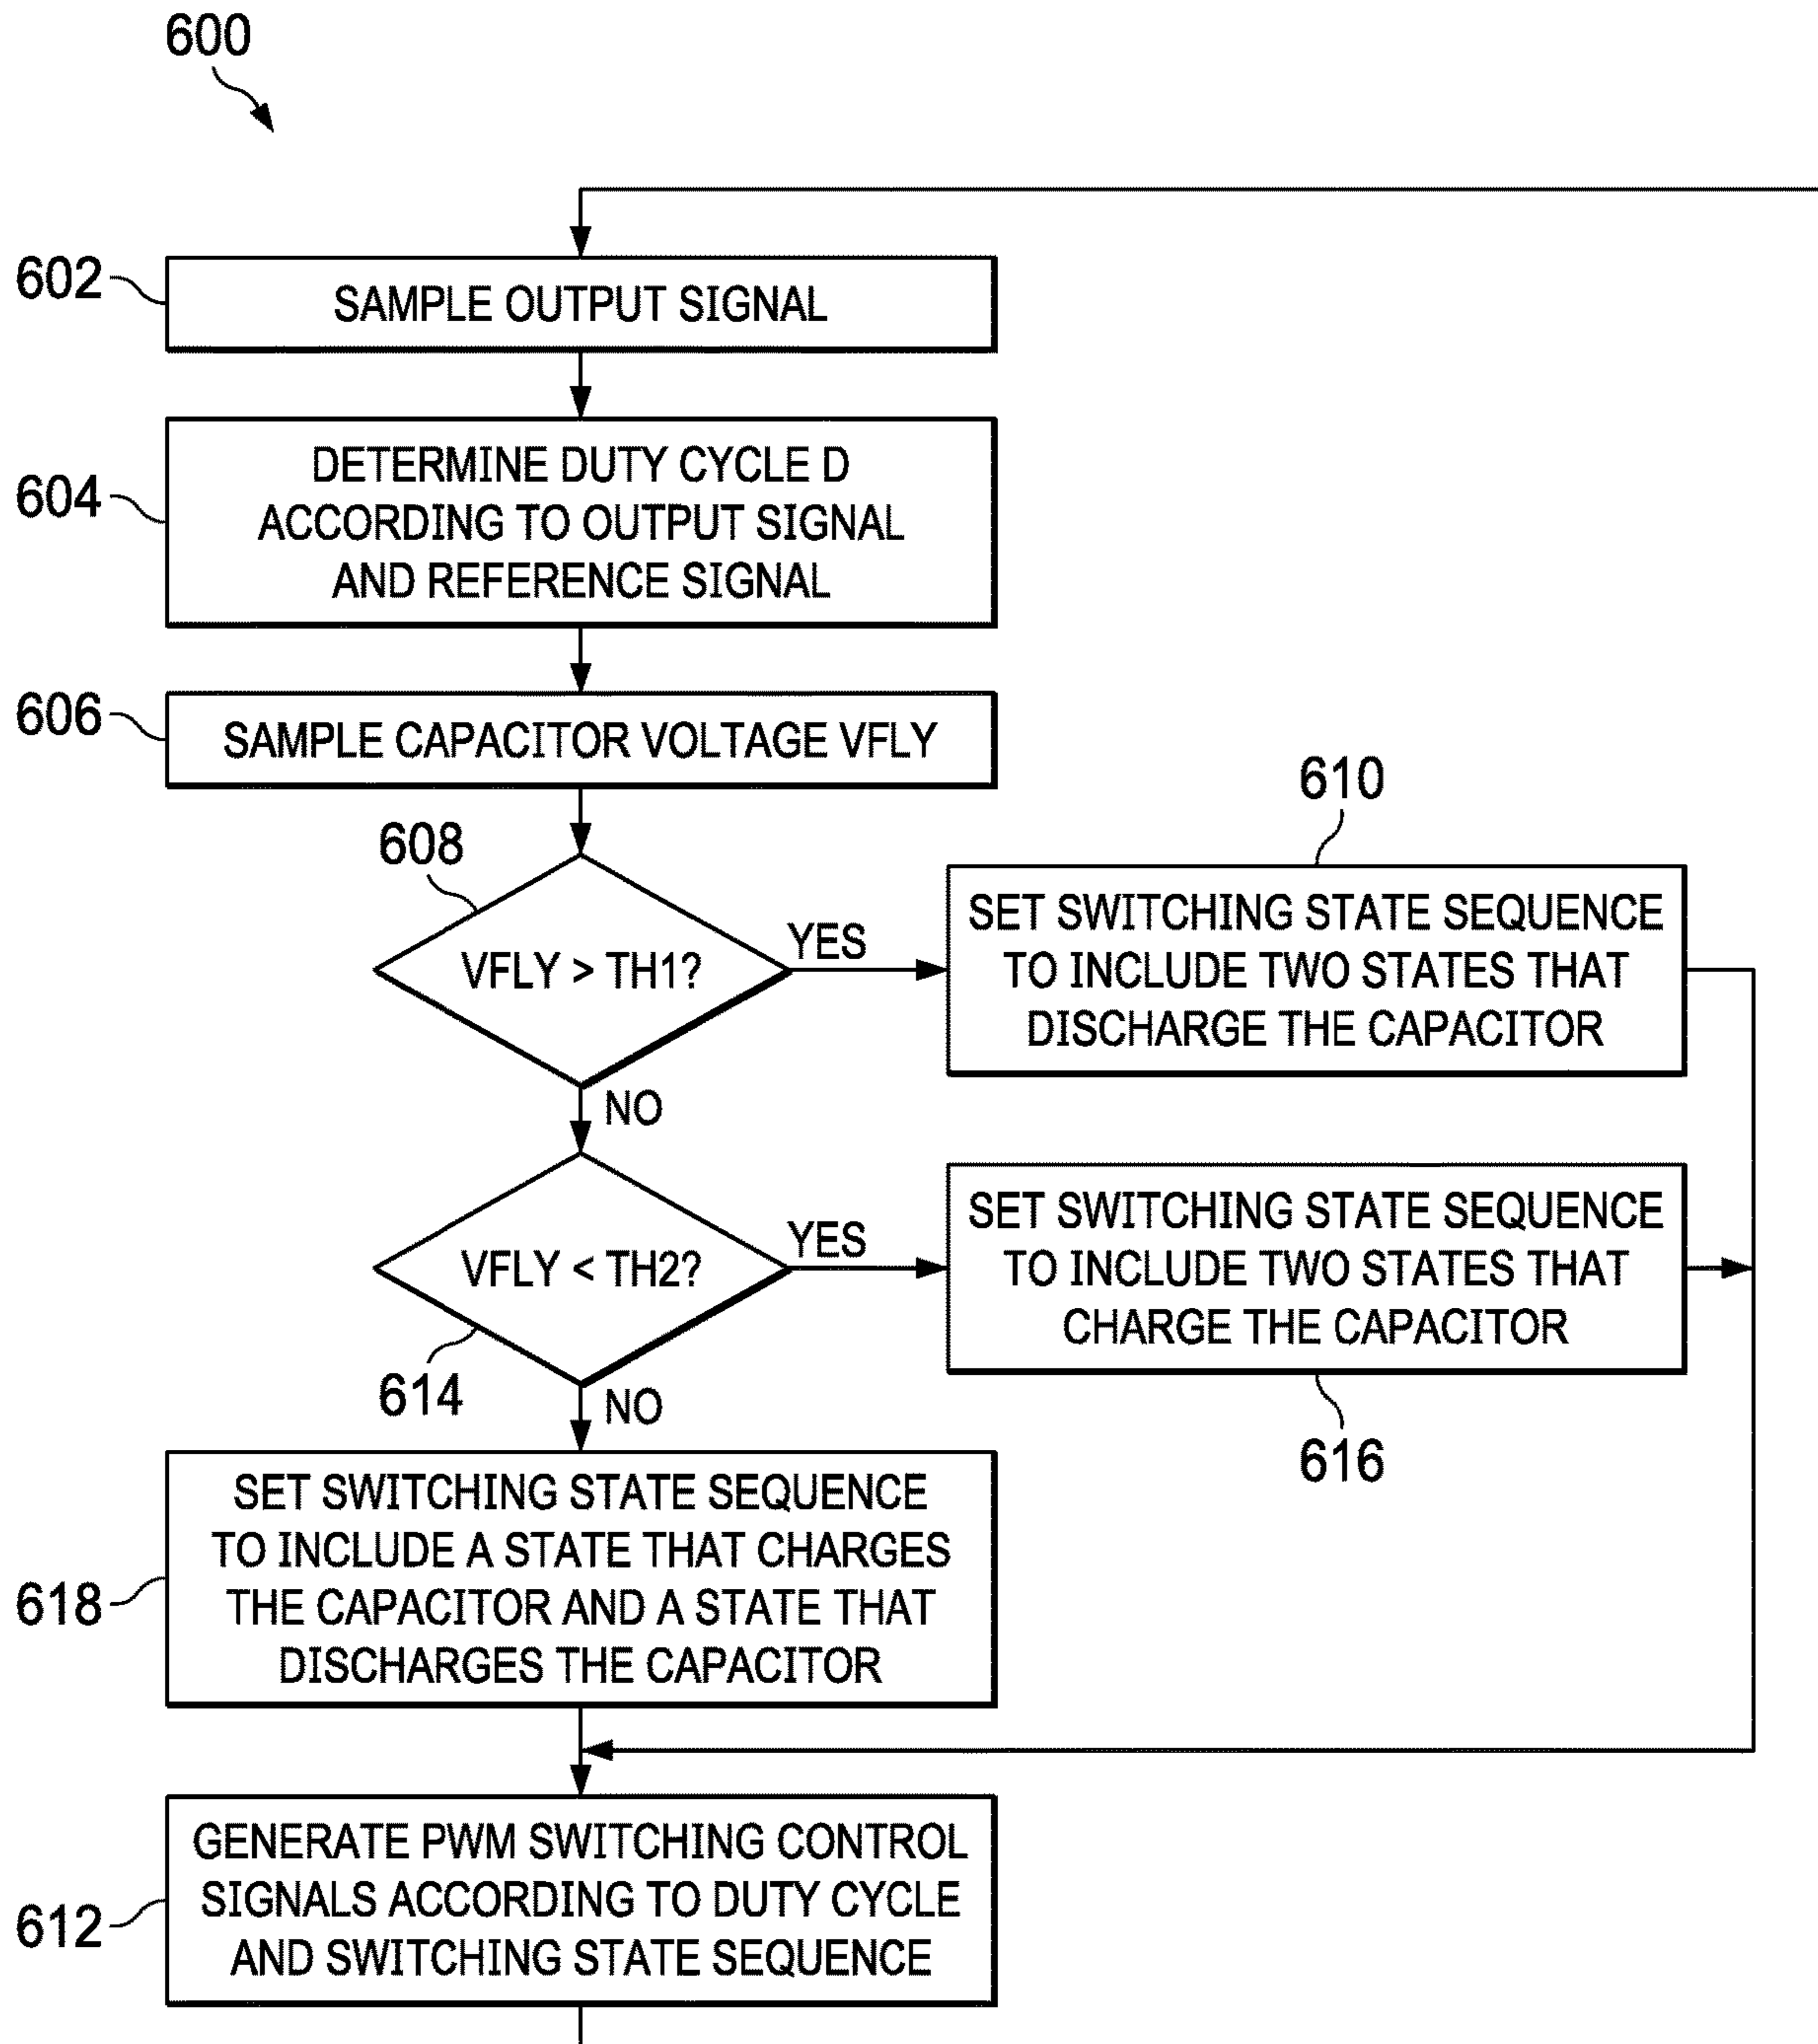 600
602
SAMPLE OUTPUT SIGNAL
604
DETERMINE DUTY CYCLE D
ACCORDING TO OUTPUT SIGNAL
AND REFERENCE SIGNAL
606
SAMPLE CAPACITOR VOLTAGE VFLY
608
VFLY > TH1?
YES
NO
610
SET SWITCHING STATE SEQUENCE
TO INCLUDE TWO STATES THAT
DISCHARGE THE CAPACITOR
614
VFLY < TH2?
YES
NO
SET SWITCHING STATE SEQUENCE
TO INCLUDE TWO STATES THAT
CHARGE THE CAPACITOR
616
618
SET SWITCHING STATE SEQUENCE
TO INCLUDE A STATE THAT CHARGES
THE CAPACITOR AND A STATE THAT
DISCHARGES THE CAPACITOR
612
GENERATE PWM SWITCHING CONTROL
SIGNALS ACCORDING TO DUTY CYCLE
AND SWITCHING STATE SEQUENCE